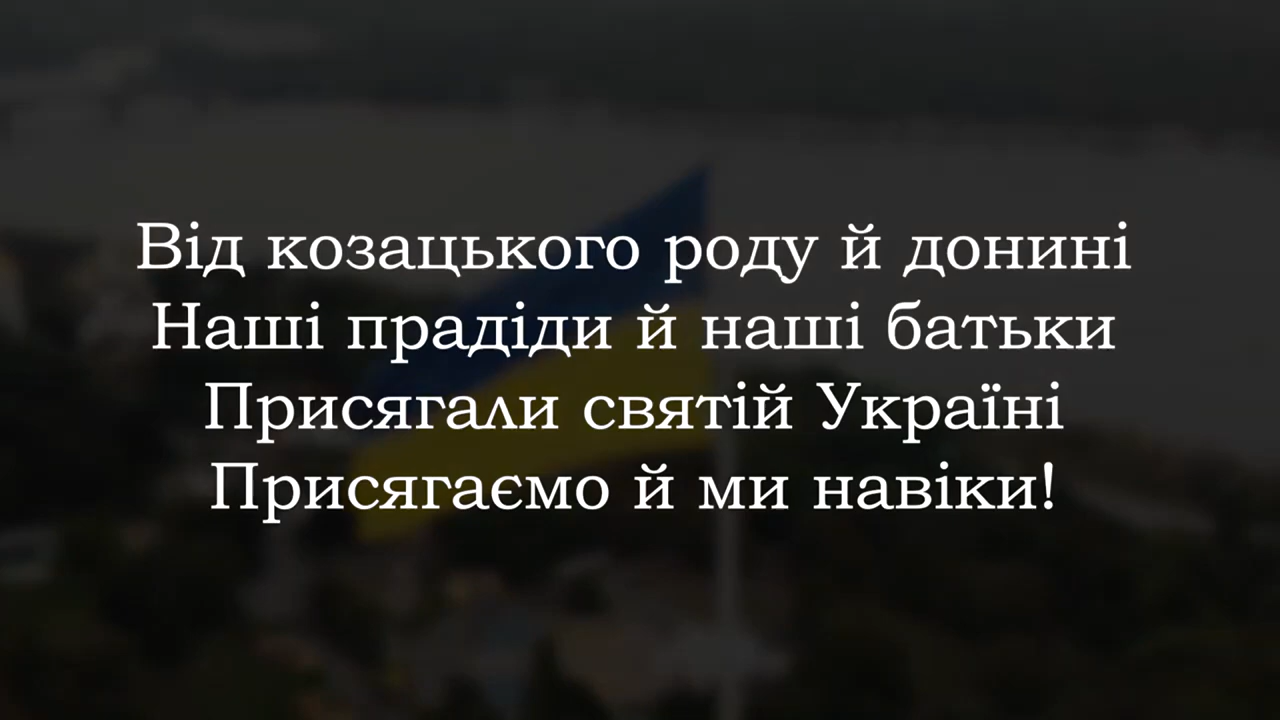 Від козацького роду й донині
Наші прадіди й наші батьки
Присягали святій Україні
Присягаємо й ми навіки!